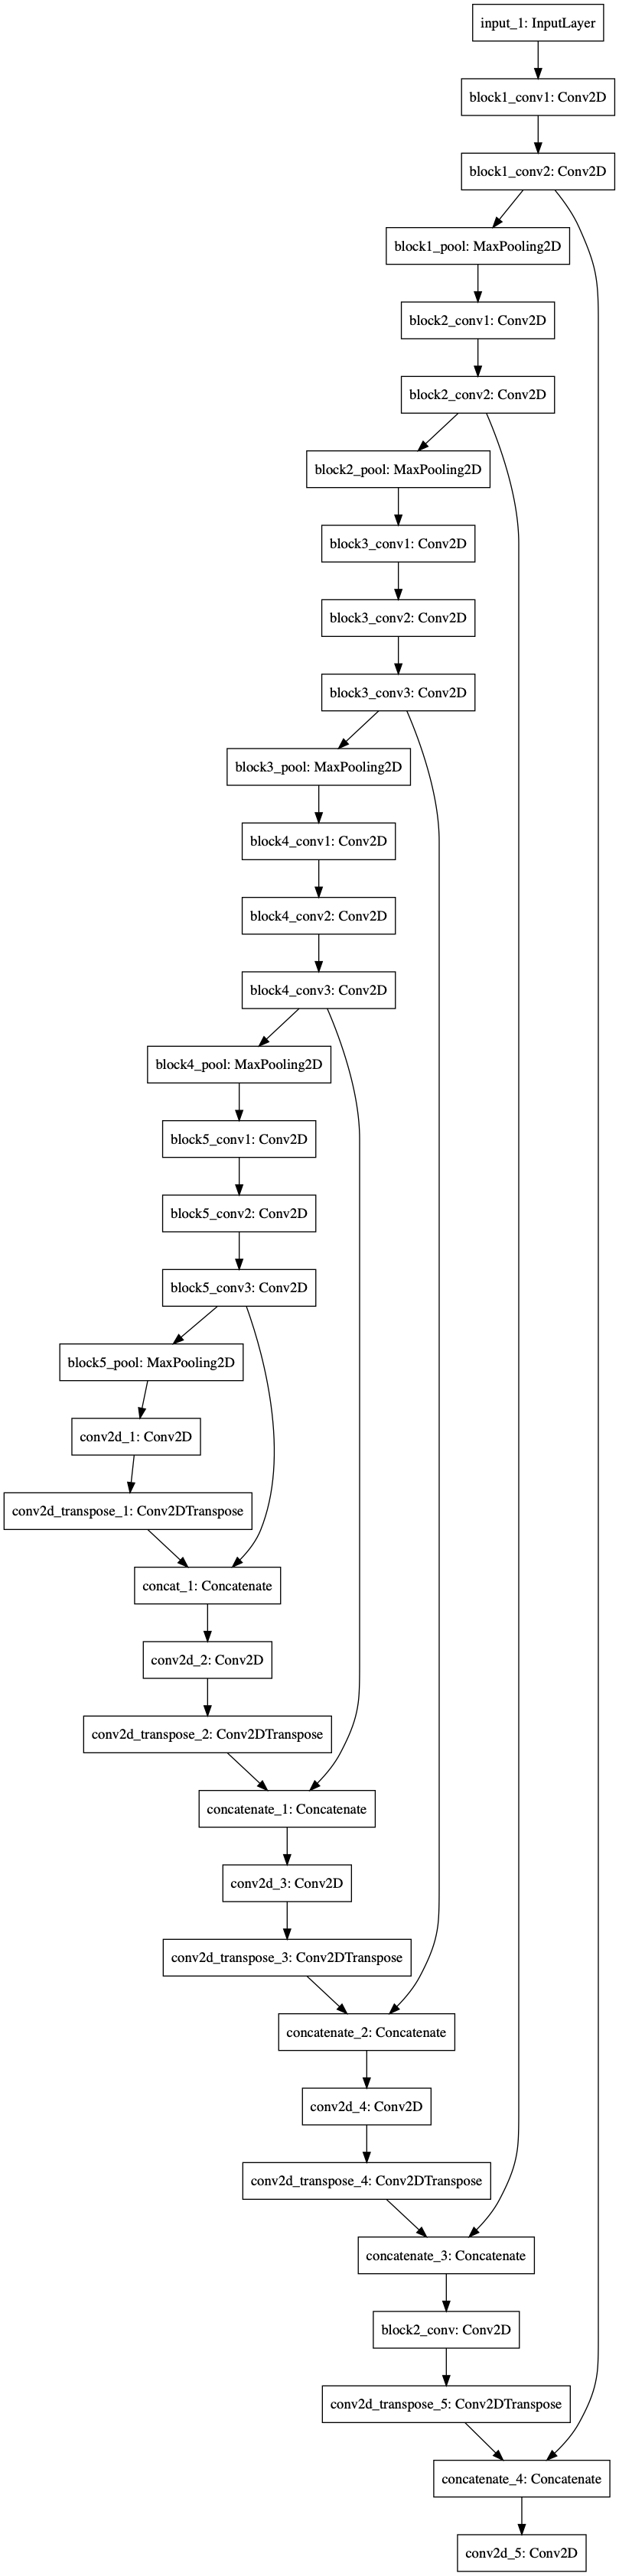 input_1: InputLayer
block1_conv1: Conv2D
block1_conv2: Conv2D
block1_pool: MaxPooling2D
block2_conv1: Conv2D
block2_conv2: Conv2D
block2_pool: MaxPooling2D
block3_conv1: Conv2D
block3_conv2: Conv2D
block3_conv3: Conv2D
block3_pool: MaxPooling2D
block4_conv1: Conv2D
block4_conv2: Conv2D
block4_conv3: Conv2D
block4_pool: MaxPooling2D
block5_conv1: Conv2D
block5_conv2: Conv2D
block5_conv3: Conv2D
block5_pool: MaxPooling2D
conv2d_1: Conv2D
conv2d_transpose_1: Conv2DTranspose
concat_1: Concatenate
conv2d_2: Conv2D
conv2d_transpose_2: Conv2DTranspose
concatenate_1: Concatenate
conv2d_3: Conv2D
conv2d_transpose_3: Conv2DTranspose
concatenate_2: Concatenate
conv2d_4: Conv2D
conv2d_transpose_4: Conv2DTranspose
concatenate_3: Concatenate
block2_conv: Conv2D
conv2d_transpose_5: Conv2DTranspose
concatenate_4: Concatenate
conv2d_5: Conv2D